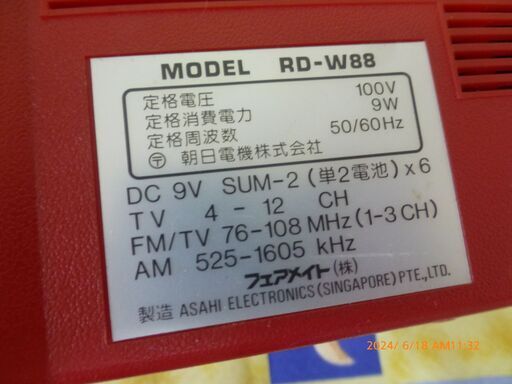 MODEL RD-W88
定格電圧 100V
定格消費電力 9W
定格周波数 50/60Hz
〒 朝日電機株式会社
DC 9V SUM-2 (単2電池) x 6
TV 4 - 12 CH
FM/TV 76-108 MHz (1-3 CH)
AM 525-1605 kHz
フェアメイト(株)
製造 ASAHI ELECTRONICS (SINGAPORE) PTE., LTD.
2024/ 6/18 AM11:32